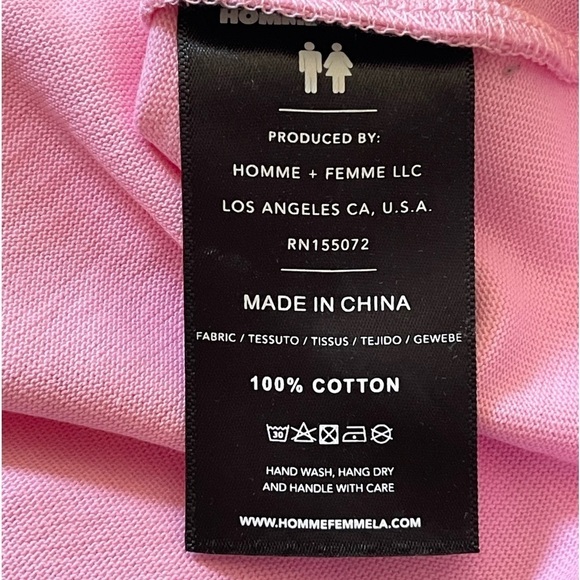 HOMME
PRODUCED BY:
HOMME + FEMME LLC
LOS ANGELES CA, U.S.A.
RN155072
MADE IN CHINA
FABRIC / TESSUTO / TISSUS / TEJIDO / GEWEBE
100% COTTON
30
HAND WASH, HANG DRY
AND HANDLE WITH CARE
WWW.HOMMEFEMMELA.COM